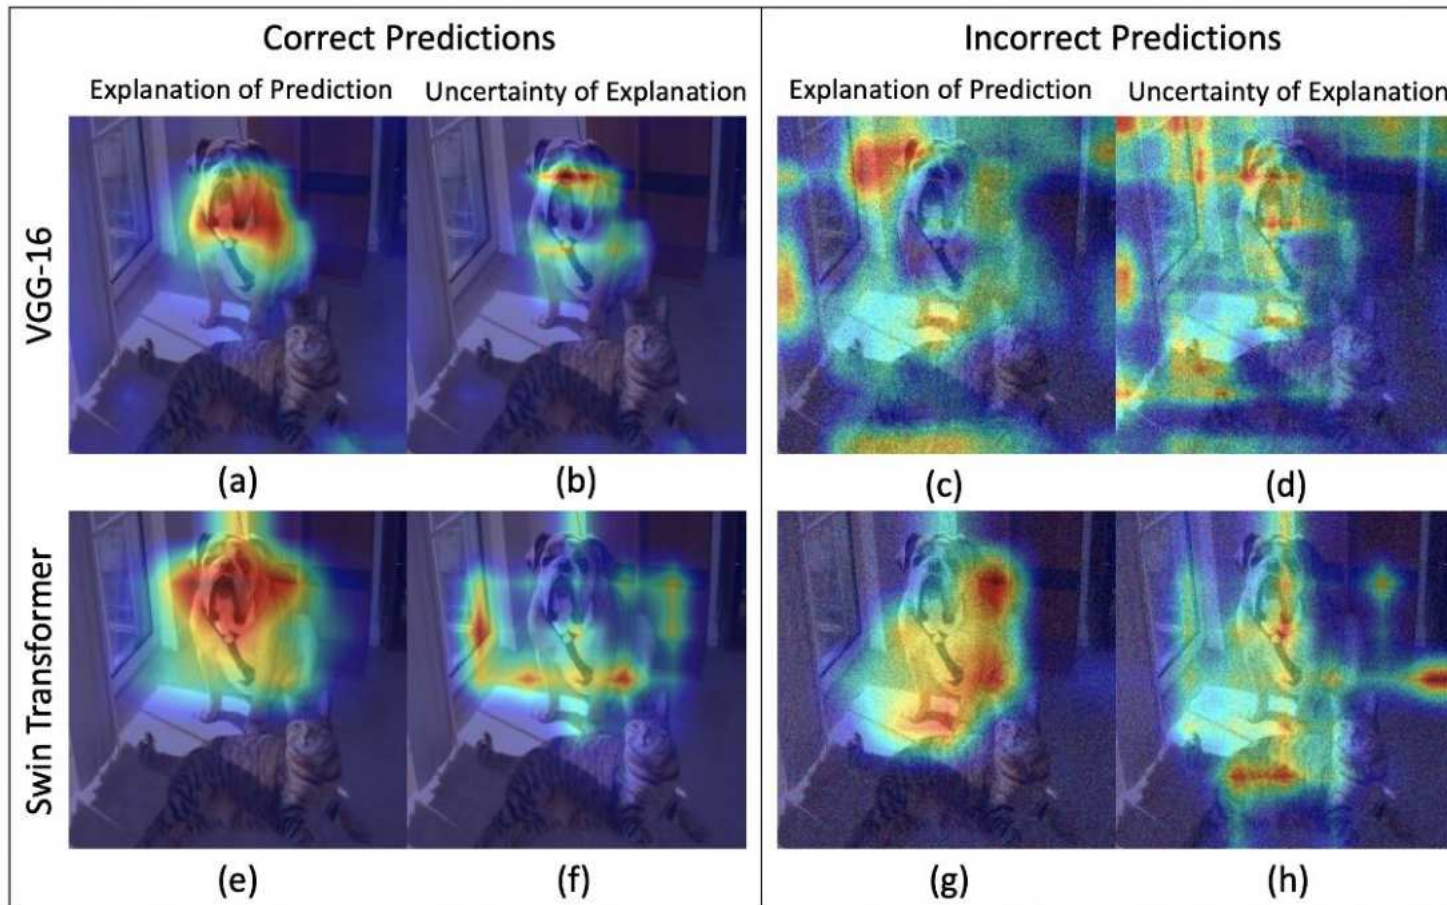 Correct Predictions
Incorrect Predictions
Explanation of Prediction
Uncertainty of Explanation
Explanation of Prediction
Uncertainty of Explanation
VGG-16
(a)
(b)
(c)
(d)
Swin Transformer
(e)
(f)
(g)
(h)